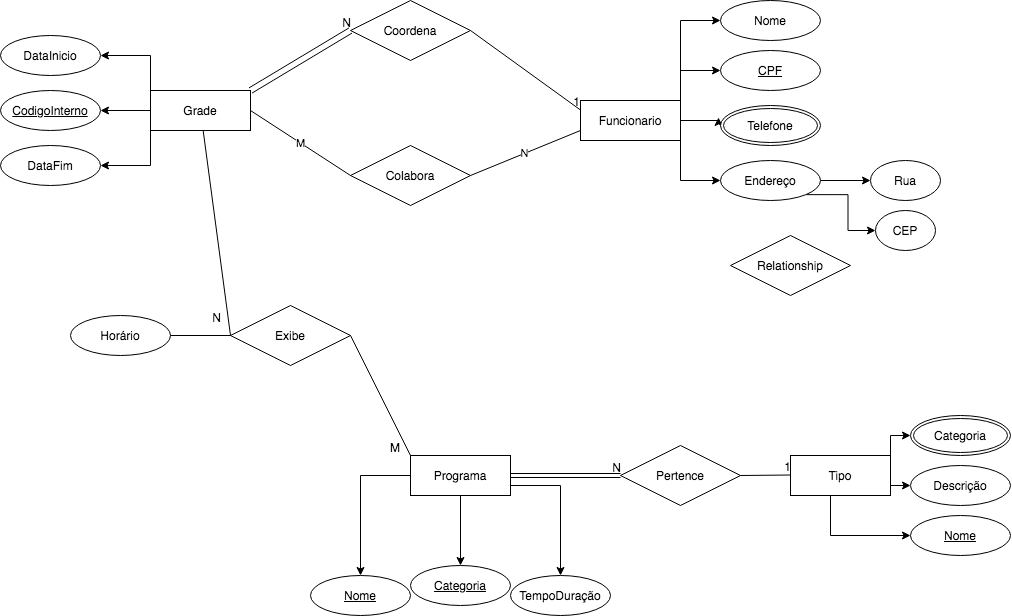 N
Coordena
Nome
DataInicio
CPF
CodigoInterno
Grade
1
Funcionario
Telefone
M
N
DataFim
Colabora
Endereço
Rua
CEP
Relationship
N
Horário
Exibe
M
Categoria
Programa
N
Pertence
1
Tipo
Descrição
Nome
Nome
Categoria
TempoDuração